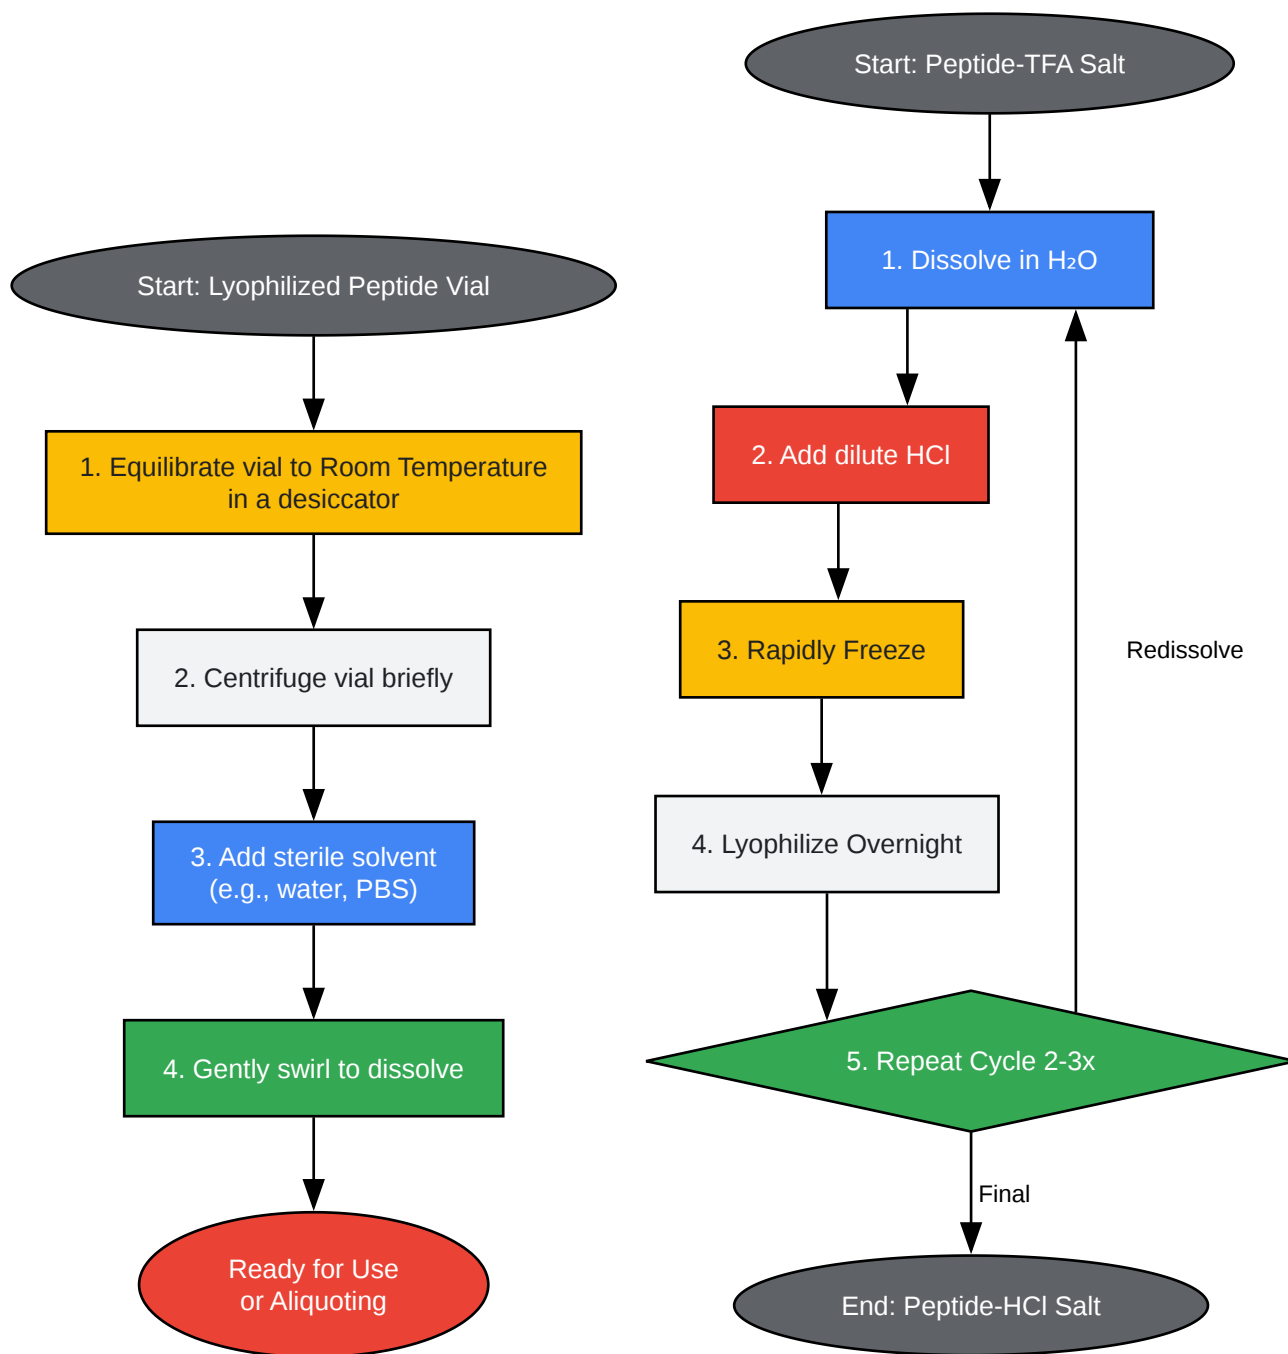 Start: Lyophilized Peptide Vial
1. Equilibrate vial to Room Temperature
in a desiccator
2. Centrifuge vial briefly
3. Add sterile solvent
(e.g., water, PBS)
4. Gently swirl to dissolve
Ready for Use
or Aliquoting
Start: Peptide-TFA Salt
1. Dissolve in H₂O
2. Add dilute HCl
3. Rapidly Freeze
4. Lyophilize Overnight
5. Repeat Cycle 2-3x
Redissolve
Final
End: Peptide-HCl Salt